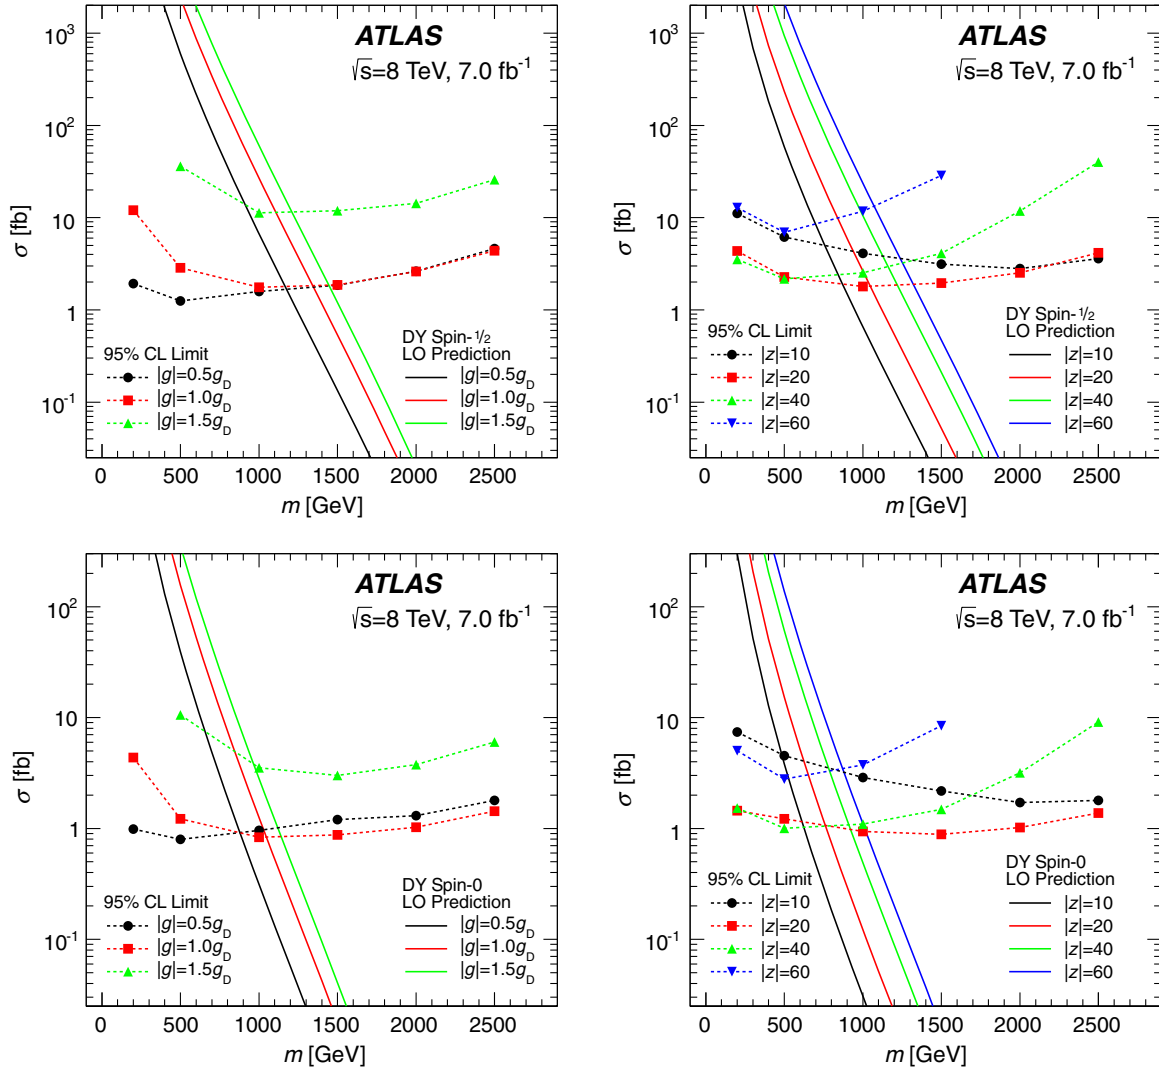 ATLAS
√s=8 TeV, 7.0 fb⁻¹
σ [fb]
10³
10²
10
1
10⁻¹
95% CL Limit
|g|=0.5g_D
|g|=1.0g_D
|g|=1.5g_D
DY Spin-½
LO Prediction
|g|=0.5g_D
|g|=1.0g_D
|g|=1.5g_D
0 500 1000 1500 2000 2500
m [GeV]
ATLAS
√s=8 TeV, 7.0 fb⁻¹
σ [fb]
10³
10²
10
1
10⁻¹
95% CL Limit
|z|=10
|z|=20
|z|=40
|z|=60
DY Spin-½
LO Prediction
|z|=10
|z|=20
|z|=40
|z|=60
0 500 1000 1500 2000 2500
m [GeV]
ATLAS
√s=8 TeV, 7.0 fb⁻¹
σ [fb]
10²
10
1
10⁻¹
95% CL Limit
|g|=0.5g_D
|g|=1.0g_D
|g|=1.5g_D
DY Spin-0
LO Prediction
|g|=0.5g_D
|g|=1.0g_D
|g|=1.5g_D
0 500 1000 1500 2000 2500
m [GeV]
ATLAS
√s=8 TeV, 7.0 fb⁻¹
σ [fb]
10²
10
1
10⁻¹
95% CL Limit
|z|=10
|z|=20
|z|=40
|z|=60
DY Spin-0
LO Prediction
|z|=10
|z|=20
|z|=40
|z|=60
0 500 1000 1500 2000 2500
m [GeV]